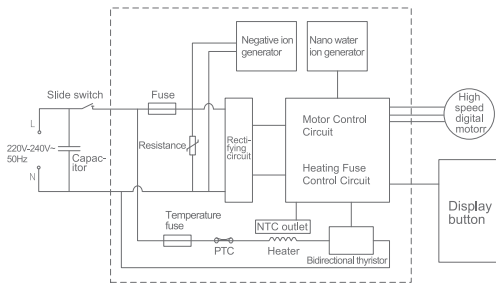 Negative ion
generator
Nano water
ion generator
Slide switch
Fuse
High
speed
digital
motorr
L
220V-240V~
50Hz
N
Capac-
itor
Resistance
Recti-
fying
circuit
Motor Control
Circuit
Heating Fuse
Control Circuit
Display
button
Temperature
fuse
PTC
Heater
NTC outlet
Bidirectional thyristor